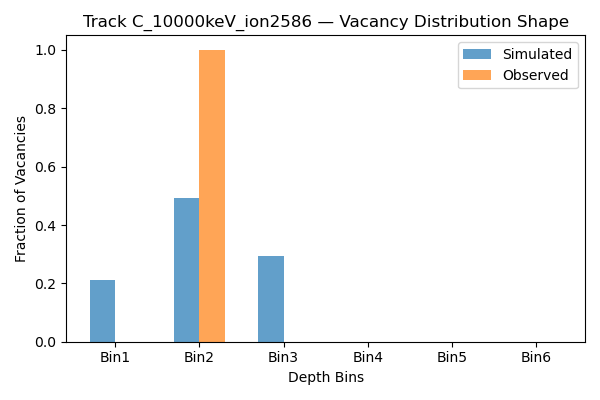 Track C_10000keV_ion2586 — Vacancy Distribution Shape
Simulated
Observed
Fraction of Vacancies
1.0
0.8
0.6
0.4
0.2
0.0
Bin1 Bin2 Bin3 Bin4 Bin5 Bin6
Depth Bins